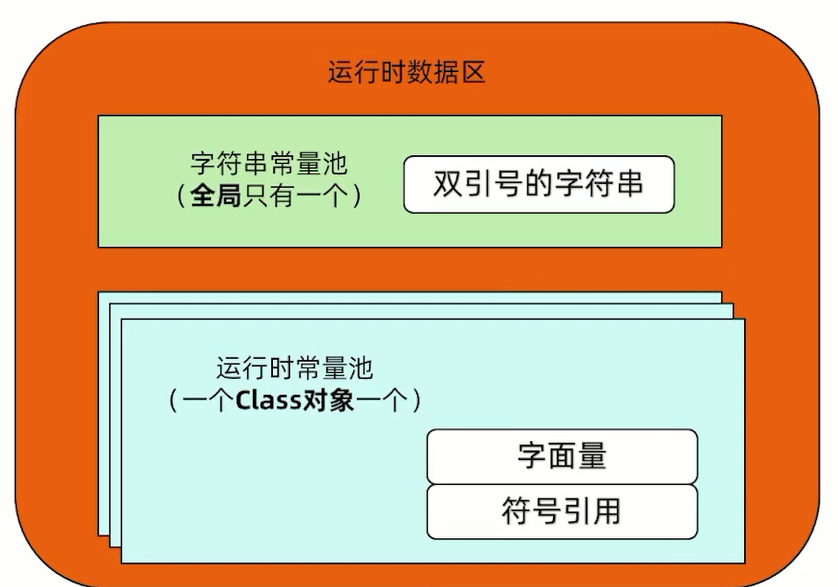 运行时数据区
字符串常量池
（全局只有一个）
双引号的字符串
运行时常量池
（一个Class对象一个）
字面量
符号引用